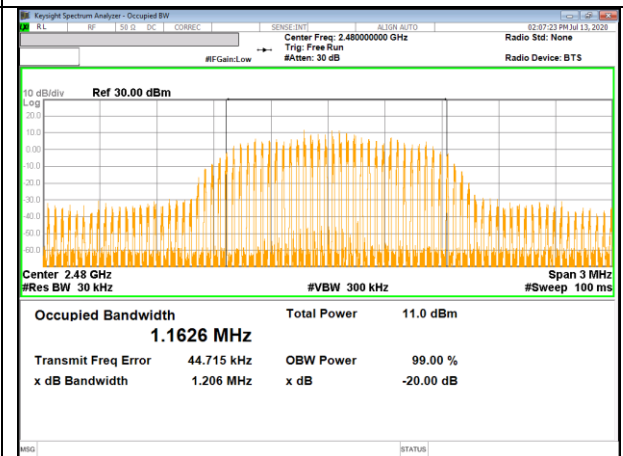 Keysight Spectrum Analyzer - Occupied BW
RL RF 50 Ω DC CORREC SENSE:INT ALIGN AUTO 02:07:23 PM Jul 13, 2020
Center Freq: 2.480000000 GHz Radio Std: None
Trig: Free Run
#IFGain:Low #Atten: 30 dB Radio Device: BTS
10 dB/div Ref 30.00 dBm
Log
20.0
10.0
0.00
-10.0
-20.0
-30.0
-40.0
-50.0
-60.0
Center 2.48 GHz Span 3 MHz
#Res BW 30 kHz #VBW 300 kHz #Sweep 100 ms
Occupied Bandwidth Total Power 11.0 dBm
1.1626 MHz
Transmit Freq Error 44.715 kHz OBW Power 99.00 %
x dB Bandwidth 1.206 MHz x dB -20.00 dB
MSG STATUS